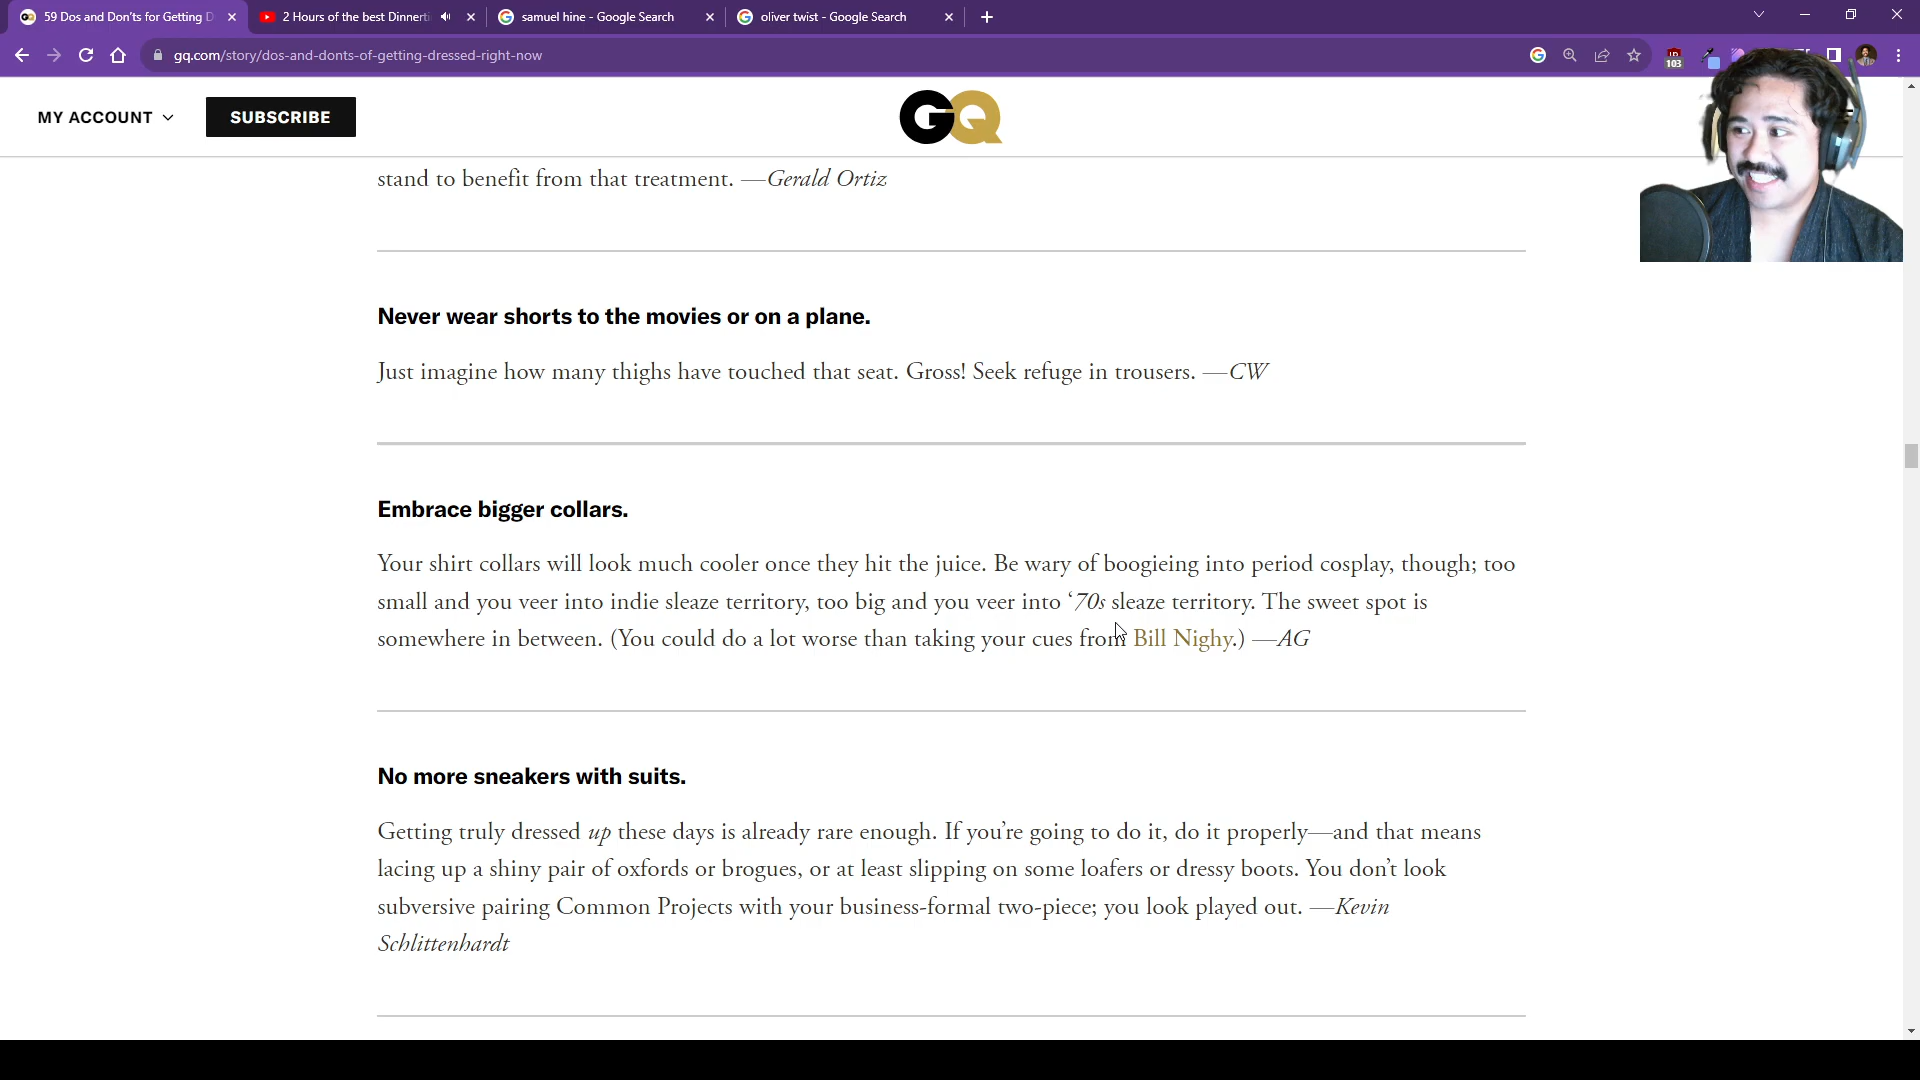 59 Dos and Don'ts for Getting D
2 Hours of the best Dinnerti
samuel hine - Google Search
oliver twist - Google Search
gq.com/story/dos-and-donts-of-getting-dressed-right-now
103
MY ACCOUNT
SUBSCRIBE
GQ
stand to benefit from that treatment. —Gerald Ortiz
Never wear shorts to the movies or on a plane.
Just imagine how many thighs have touched that seat. Gross! Seek refuge in trousers. —CW
Embrace bigger collars.
Your shirt collars will look much cooler once they hit the juice. Be wary of boogieing into period cosplay, though; too
small and you veer into indie sleaze territory, too big and you veer into ‘70s sleaze territory. The sweet spot is
somewhere in between. (You could do a lot worse than taking your cues from Bill Nighy.) —AG
No more sneakers with suits.
Getting truly dressed up these days is already rare enough. If you’re going to do it, do it properly—and that means
lacing up a shiny pair of oxfords or brogues, or at least slipping on some loafers or dressy boots. You don’t look
subversive pairing Common Projects with your business-formal two-piece; you look played out. —Kevin
Schlittenhardt